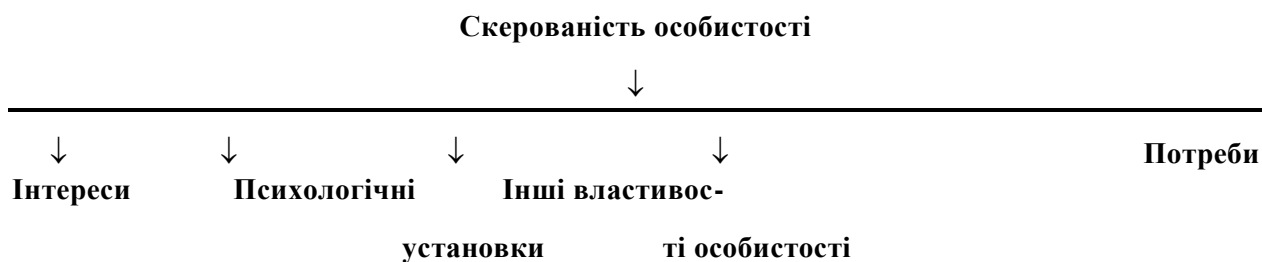 Скерованість особистості
↓
↓ ↓ ↓ ↓ Потреби
Інтереси Психологічні Інші властивос-
установки ті особистості